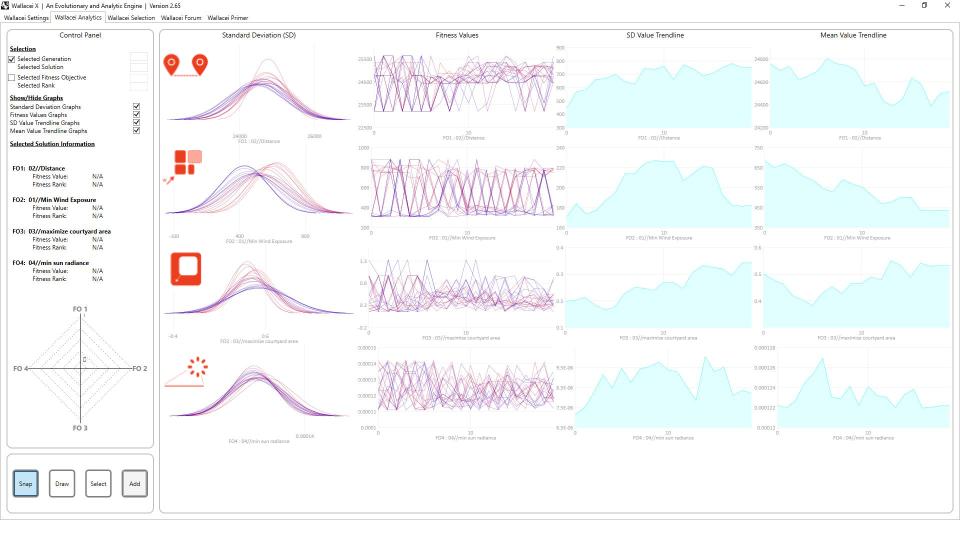 Wallacei X | An Evolutionary and Analytic Engine | Version 2.65
Wallacei Settings Wallacei Analytics Wallacei Selection Wallacei Forum Wallacei Primer
Control Panel
Selection
Selected Generation
Selected Solution
Selected Fitness Objective
Selected Rank
Show/Hide Graphs
Standard Deviation Graphs
Fitness Values Graphs
SD Value Trendline Graphs
Mean Value Trendline Graphs
Selected Solution Information
FO1: 02//Distance
Fitness Value: N/A
Fitness Rank: N/A
FO2: 01//Min Wind Exposure
Fitness Value: N/A
Fitness Rank: N/A
FO3: 03//maximize courtyard area
Fitness Value: N/A
Fitness Rank: N/A
FO4: 04//min sun radiance
Fitness Value: N/A
Fitness Rank: N/A
FO 1
FO 4 FO 2
FO 3
Snap Draw Select Add
Standard Deviation (SD) Fitness Values SD Value Trendline Mean Value Trendline
24000 26000
FO1 : 02//Distance
25500
24500
23500
22500
0 10
FO1 : 02//Distance
900
800
700
600
500
400
300
0 10
FO1 : 02//Distance
24800
24600
24400
24200
0 10
FO1 : 02//Distance
400 800
FO2 : 01//Min Wind Exposure
1000
800
600
400
200
0 10
FO2 : 01//Min Wind Exposure
240
220
200
180
160
0 10
FO2 : 01//Min Wind Exposure
750
650
550
450
350
0 10
FO2 : 01//Min Wind Exposure
-0.4 0.6
FO3 : 03//maximize courtyard area
1.3
0.8
0.3
-0.2
0 10
FO3 : 03//maximize courtyard area
0.4
0.3
0.2
0.1
0 10
FO3 : 03//maximize courtyard area
0.6
0.5
0.4
0 10
FO3 : 03//maximize courtyard area
0.00014
FO4 : 04//min sun radiance
0.00015
0.00014
0.00013
0.00012
0.00011
0.0001
0 10
FO4 : 04//min sun radiance
9.5E-06
8.5E-06
7.5E-06
6.5E-06
0 10
FO4 : 04//min sun radiance
0.000128
0.000126
0.000124
0.000122
0.00012
0 10
FO4 : 04//min sun radiance